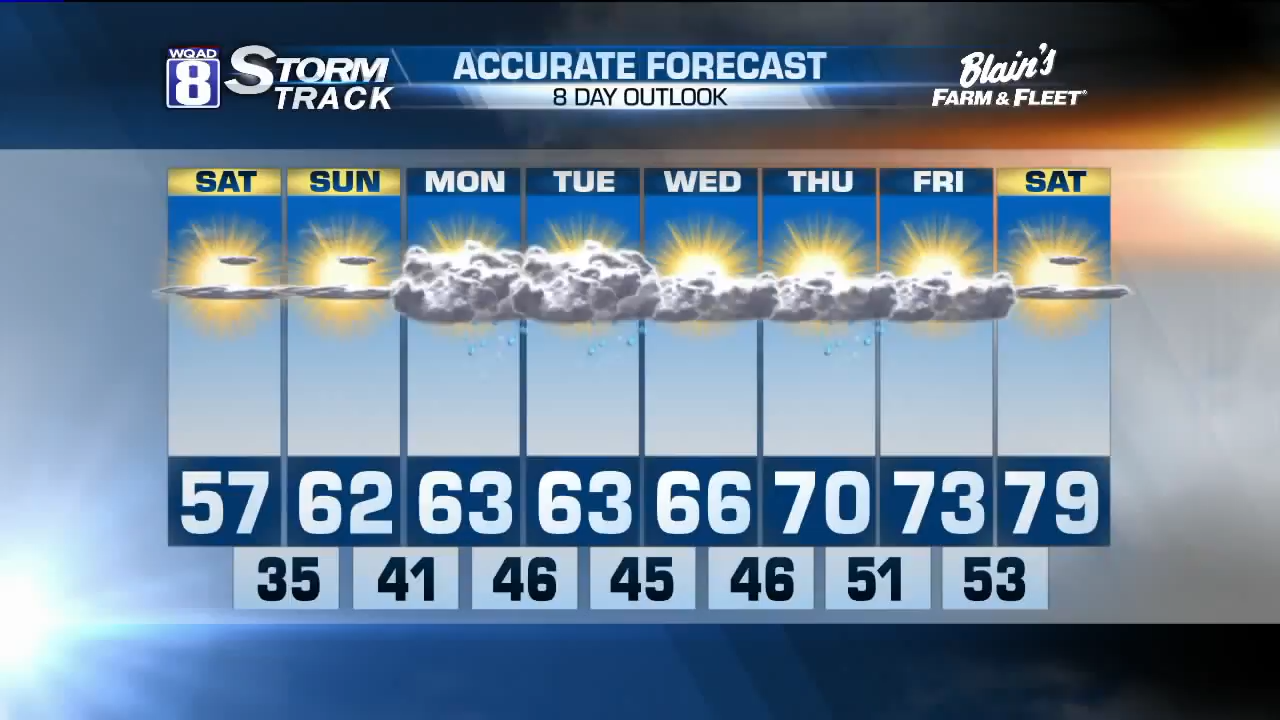 WQAD
8
STORM
TRACK
ACCURATE FORECAST
8 DAY OUTLOOK
Blain's
FARM & FLEET
SAT SUN MON TUE WED THU FRI SAT
57 62 63 63 66 70 73 79
35 41 46 45 46 51 53